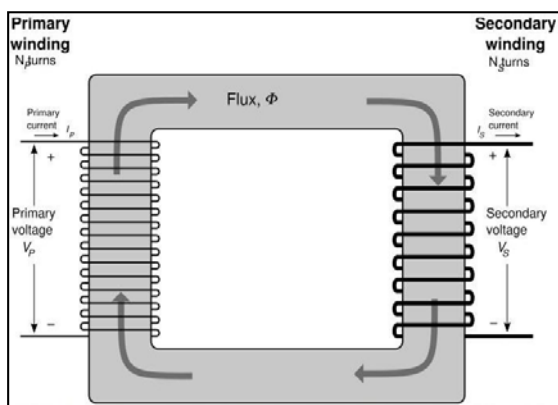 Primary
winding
NPturns
Secondary
winding
NSturns
Flux, Φ
Primary
current
IP
Secondary
current
IS
+
+
Primary
voltage
VP
Secondary
voltage
VS
−
−